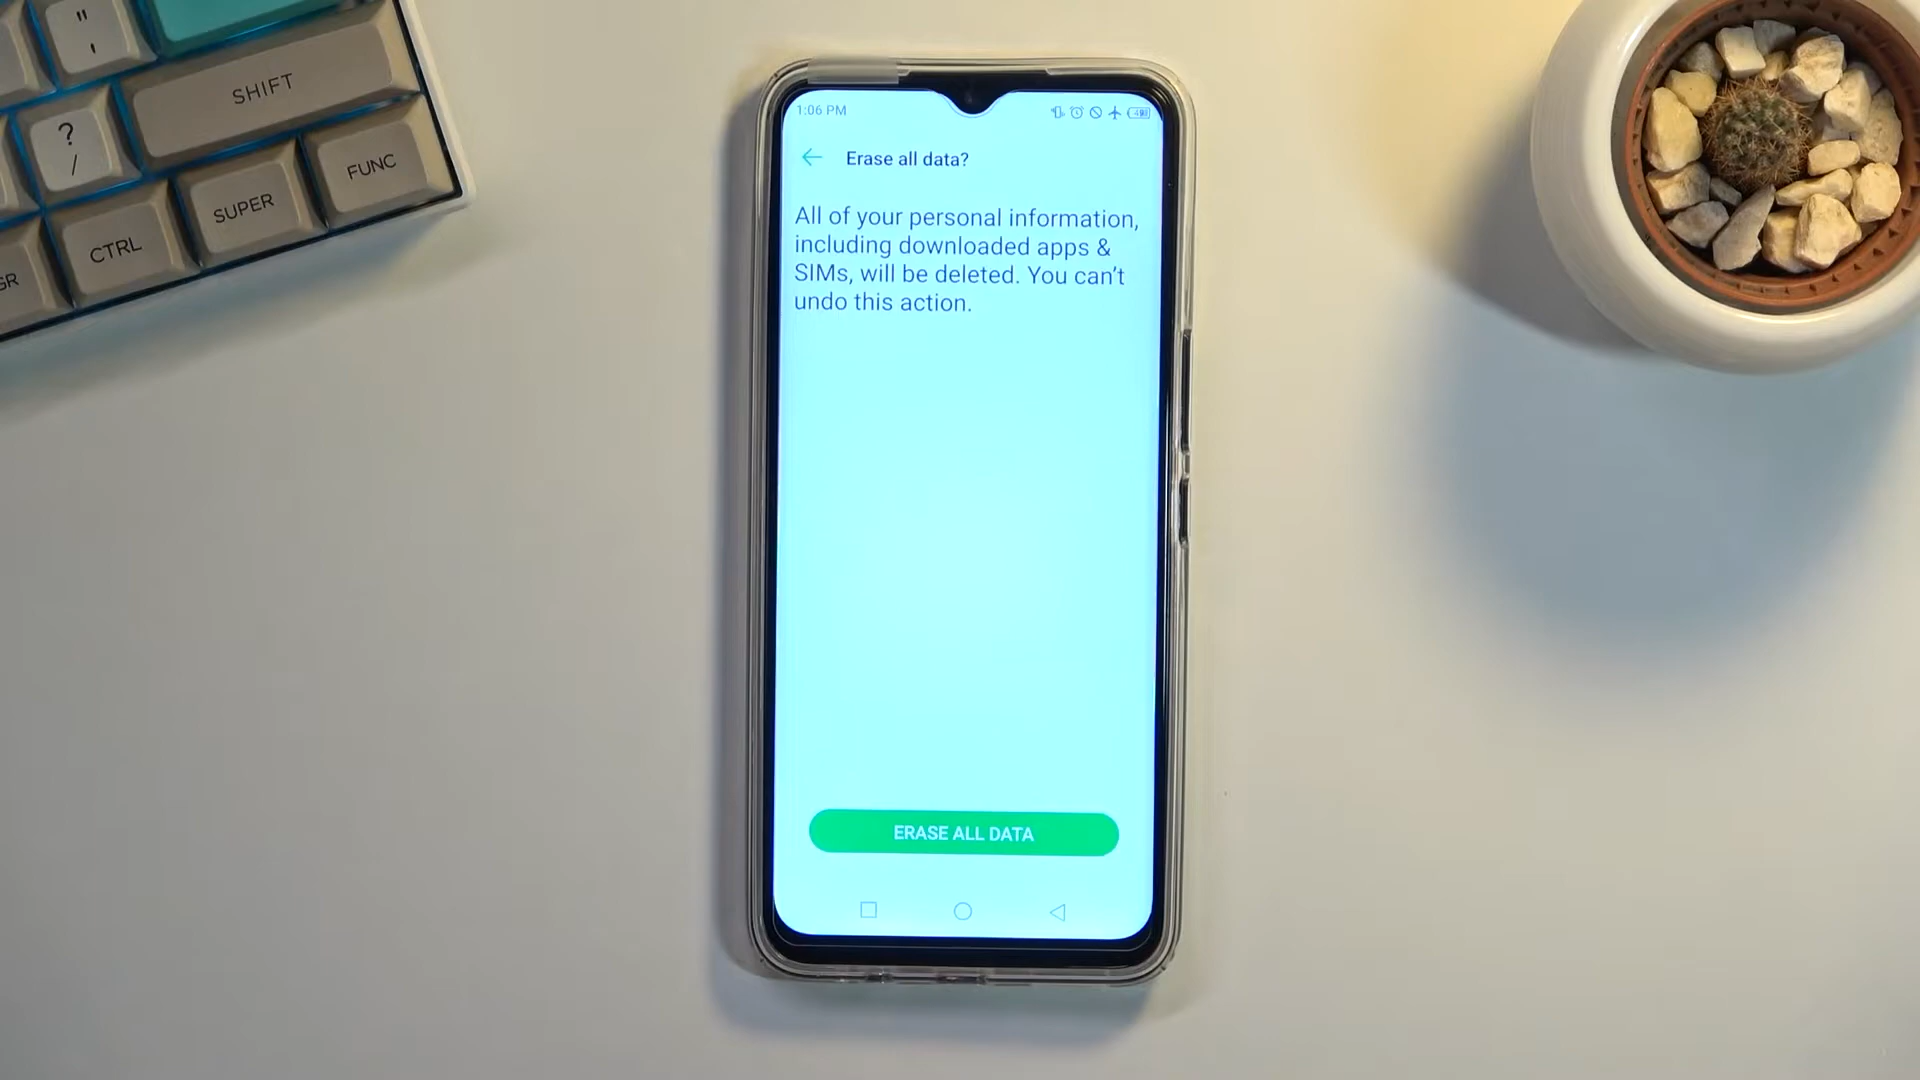 "
'
SHIFT
?
/
FUNC
SUPER
CTRL
GR
1:06 PM
Erase all data?
All of your personal information,
including downloaded apps &
SIMs, will be deleted. You can't
undo this action.
ERASE ALL DATA